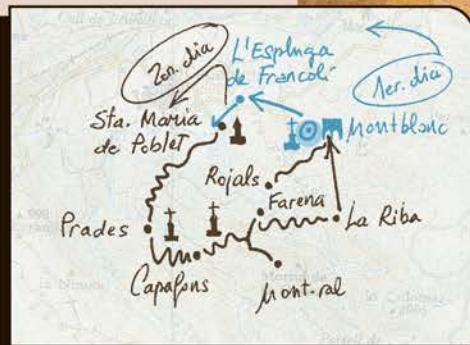 2on. dia
L'Espluga
de Francolí
1er. dia
Sta. Maria
de Poblet
Montblanc
Rojals
Farena
La Riba
Prades
Capafons
Mont-ral